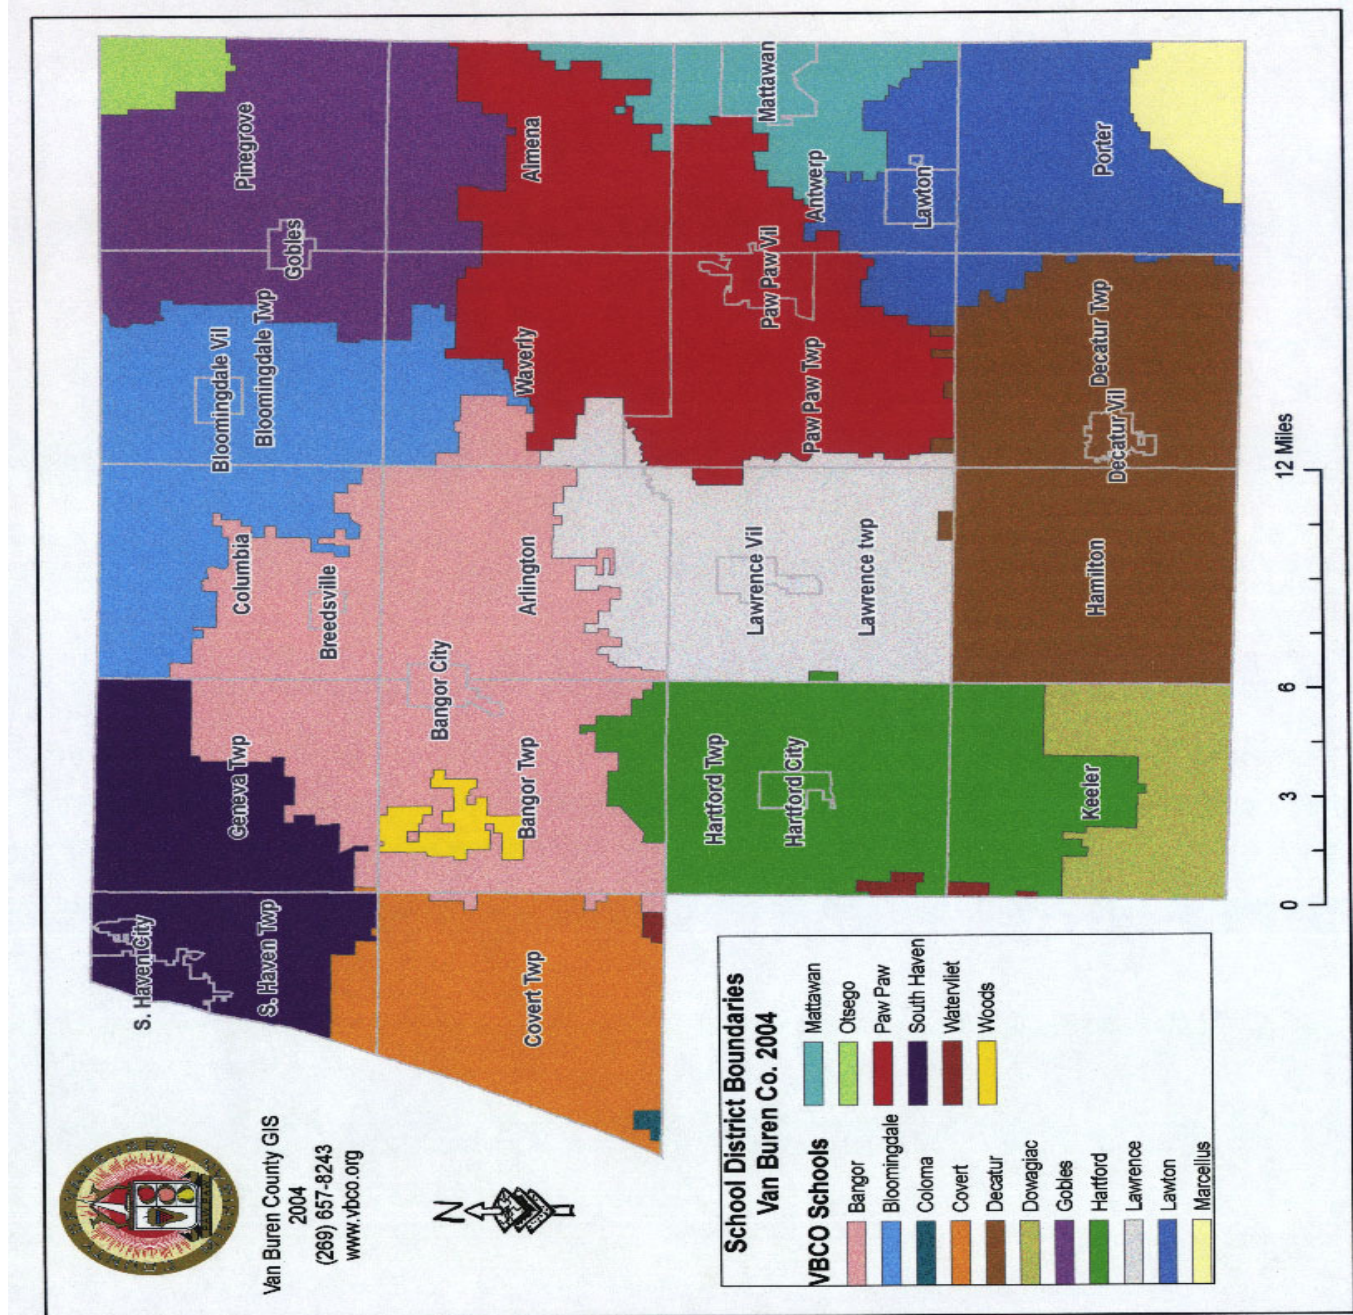 Van Buren County GIS
2004
(269) 657-8243
www.vbco.org
N
S. Haven City
S. Haven Twp
Geneva Twp
Columbia
Breedsville
Bloomingdale Vil
Bloomingdale Twp
Gobles
Pinegrove
Covert Twp
Bangor Twp
Bangor City
Arlington
Waverly
Almena
Hartford Twp
Hartford City
Lawrence Vil
Lawrence twp
Paw Paw Vil
Paw Paw Twp
Mattawan
Antwerp
Lawton
Keeler
Hamilton
Decatur Vil
Decatur Twp
Porter
School District Boundaries
Van Buren Co. 2004
VBCO Schools
Bangor
Bloomingdale
Coloma
Covert
Decatur
Dowagiac
Gobles
Hartford
Lawrence
Lawton
Marcellus
Mattawan
Otsego
Paw Paw
South Haven
Watervliet
Woods
0 3 6 12 Miles